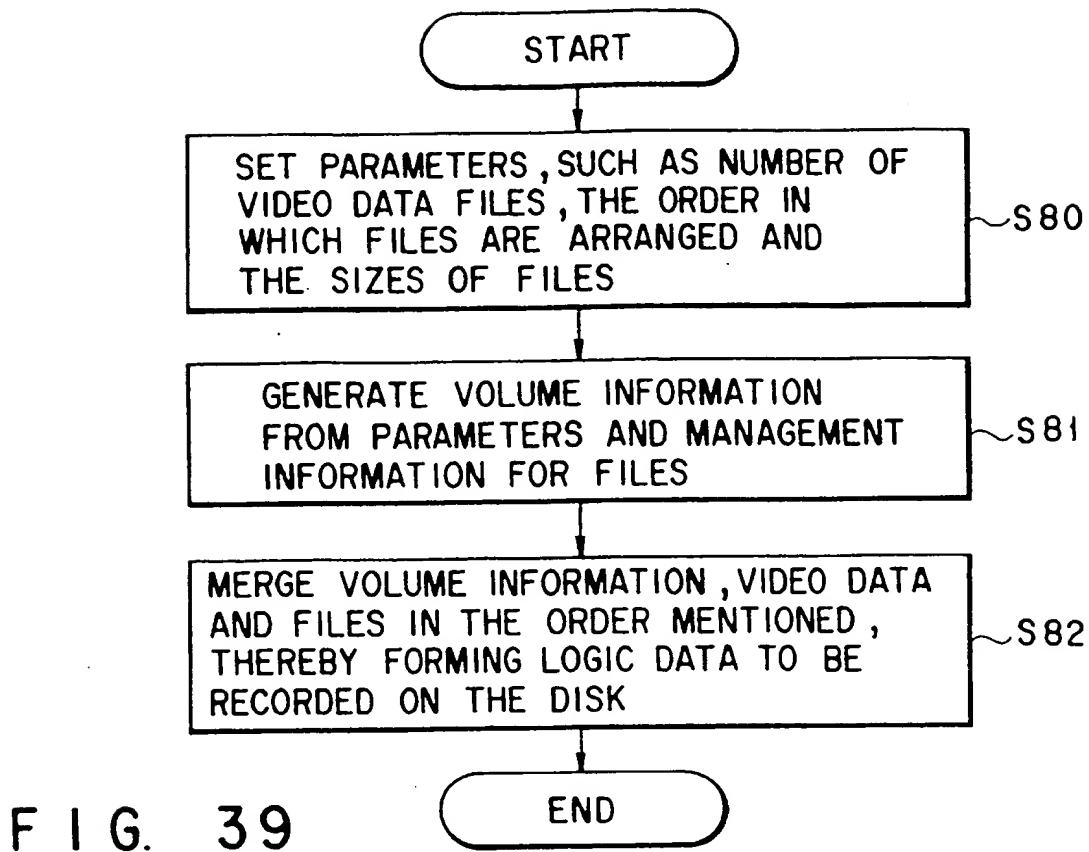 START
SET PARAMETERS, SUCH AS NUMBER OF
VIDEO DATA FILES, THE ORDER IN
WHICH FILES ARE ARRANGED AND
THE SIZES OF FILES
S80
GENERATE VOLUME INFORMATION
FROM PARAMETERS AND MANAGEMENT
INFORMATION FOR FILES
S81
MERGE VOLUME INFORMATION, VIDEO DATA
AND FILES IN THE ORDER MENTIONED,
THEREBY FORMING LOGIC DATA TO BE
RECORDED ON THE DISK
S82
END
FIG. 39